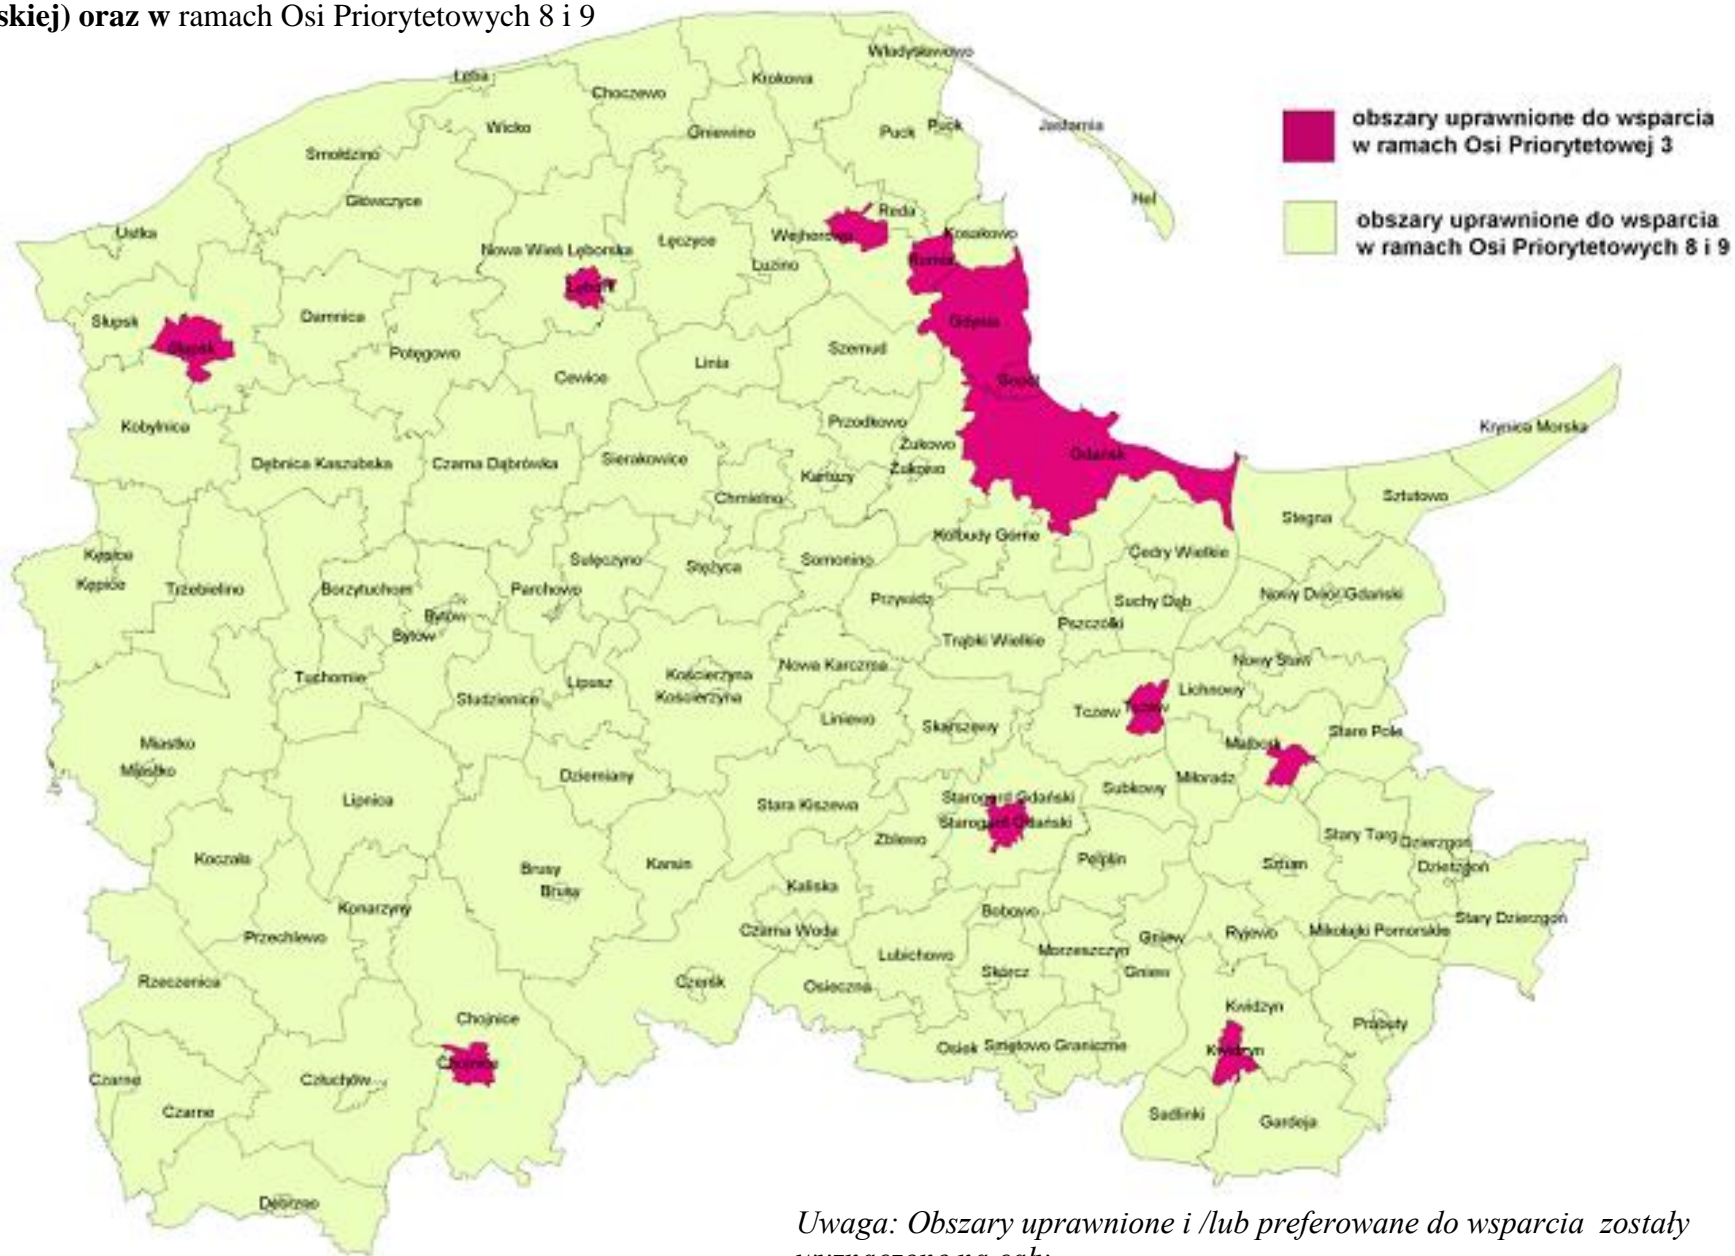 skiej) oraz w ramach Osi Priorytetowych 8 i 9
Władysławowo
Łeba
Choczewo
Krokowa
obszary uprawnione do wsparcia
w ramach Osi Priorytetowej 3
Wicko
Gniewino
Puck
Puck
Jastarnia
Smołdzino
Główczyce
Hel
obszary uprawnione do wsparcia
w ramach Osi Priorytetowych 8 i 9
Ustka
Reda
Nowa Wieś Lęborska
Łęczyce
Wejherowo
Kosakowo
Luzino
Rumia
Lębork
Słupsk
Damnica
Gdynia
Słupsk
Potęgowo
Linia
Szemud
Cewice
Sopot
Kobylnica
Przodkowo
Krynica Morska
Żukowo
Dębnica Kaszubska
Czarna Dąbrówka
Sierakowice
Gdańsk
Kartuzy
Żukowo
Chmielno
Sztutowo
Stegna
Kolbudy Górne
Kępice
Sulęczyno
Stężyca
Somonino
Cedry Wielkie
Kępice
Trzebielino
Borzytuchom
Parchowo
Przywidz
Suchy Dąb
Nowy Dwór Gdański
Bytów
Bytów
Pszczółki
Trąbki Wielkie
Tuchomie
Kościerzyna
Nowa Karczma
Nowy Staw
Studzienice
Lipusz
Kościerzyna
Lichnowy
Liniewo
Skarszewy
Tczew
Tczew
Miastko
Malbork
Stare Pole
Miastko
Dziemiany
Miłoradz
Lipnica
Stara Kiszewa
Starogard Gdański
Subkowy
Starogard Gdański
Zblewo
Stary Targ
Dzierzgoń
Koczała
Brusy
Karsin
Pelplin
Sztum
Dzierzgoń
Brusy
Kaliska
Konarzyny
Bobowo
Stary Dzierzgoń
Przechlewo
Czarna Woda
Gniew
Ryjewo
Mikołajki Pomorskie
Lubichowo
Morzeszczyn
Rzeczenica
Czersk
Osieczna
Skórcz
Gniew
Chojnice
Kwidzyn
Prabuty
Osiek
Smętowo Graniczne
Kwidzyn
Chojnice
Czarne
Człuchów
Czarne
Sadlinki
Gardeja
Debrzno
Uwaga: Obszary uprawnione i /lub preferowane do wsparcia zostały